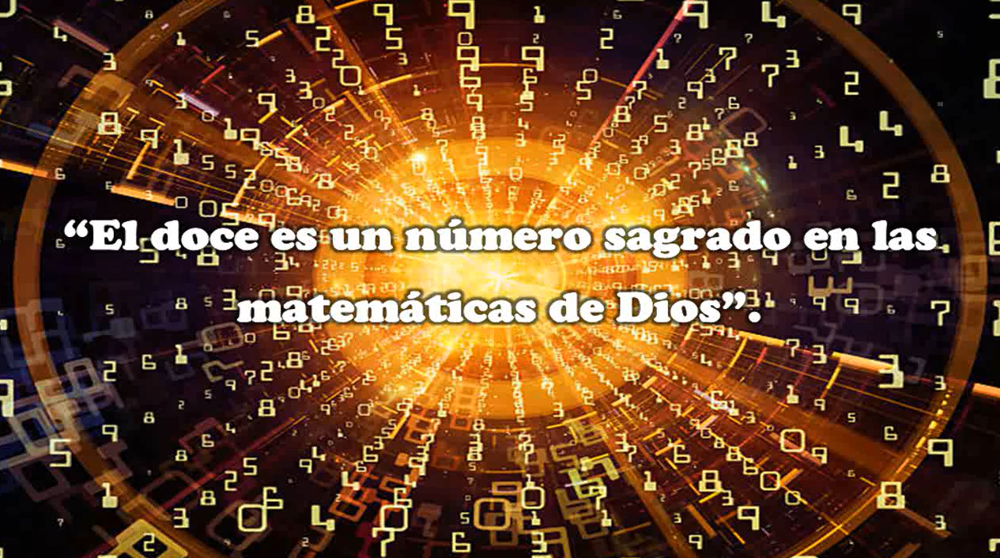 “El doce es un número sagrado en las
matemáticas de Dios”.